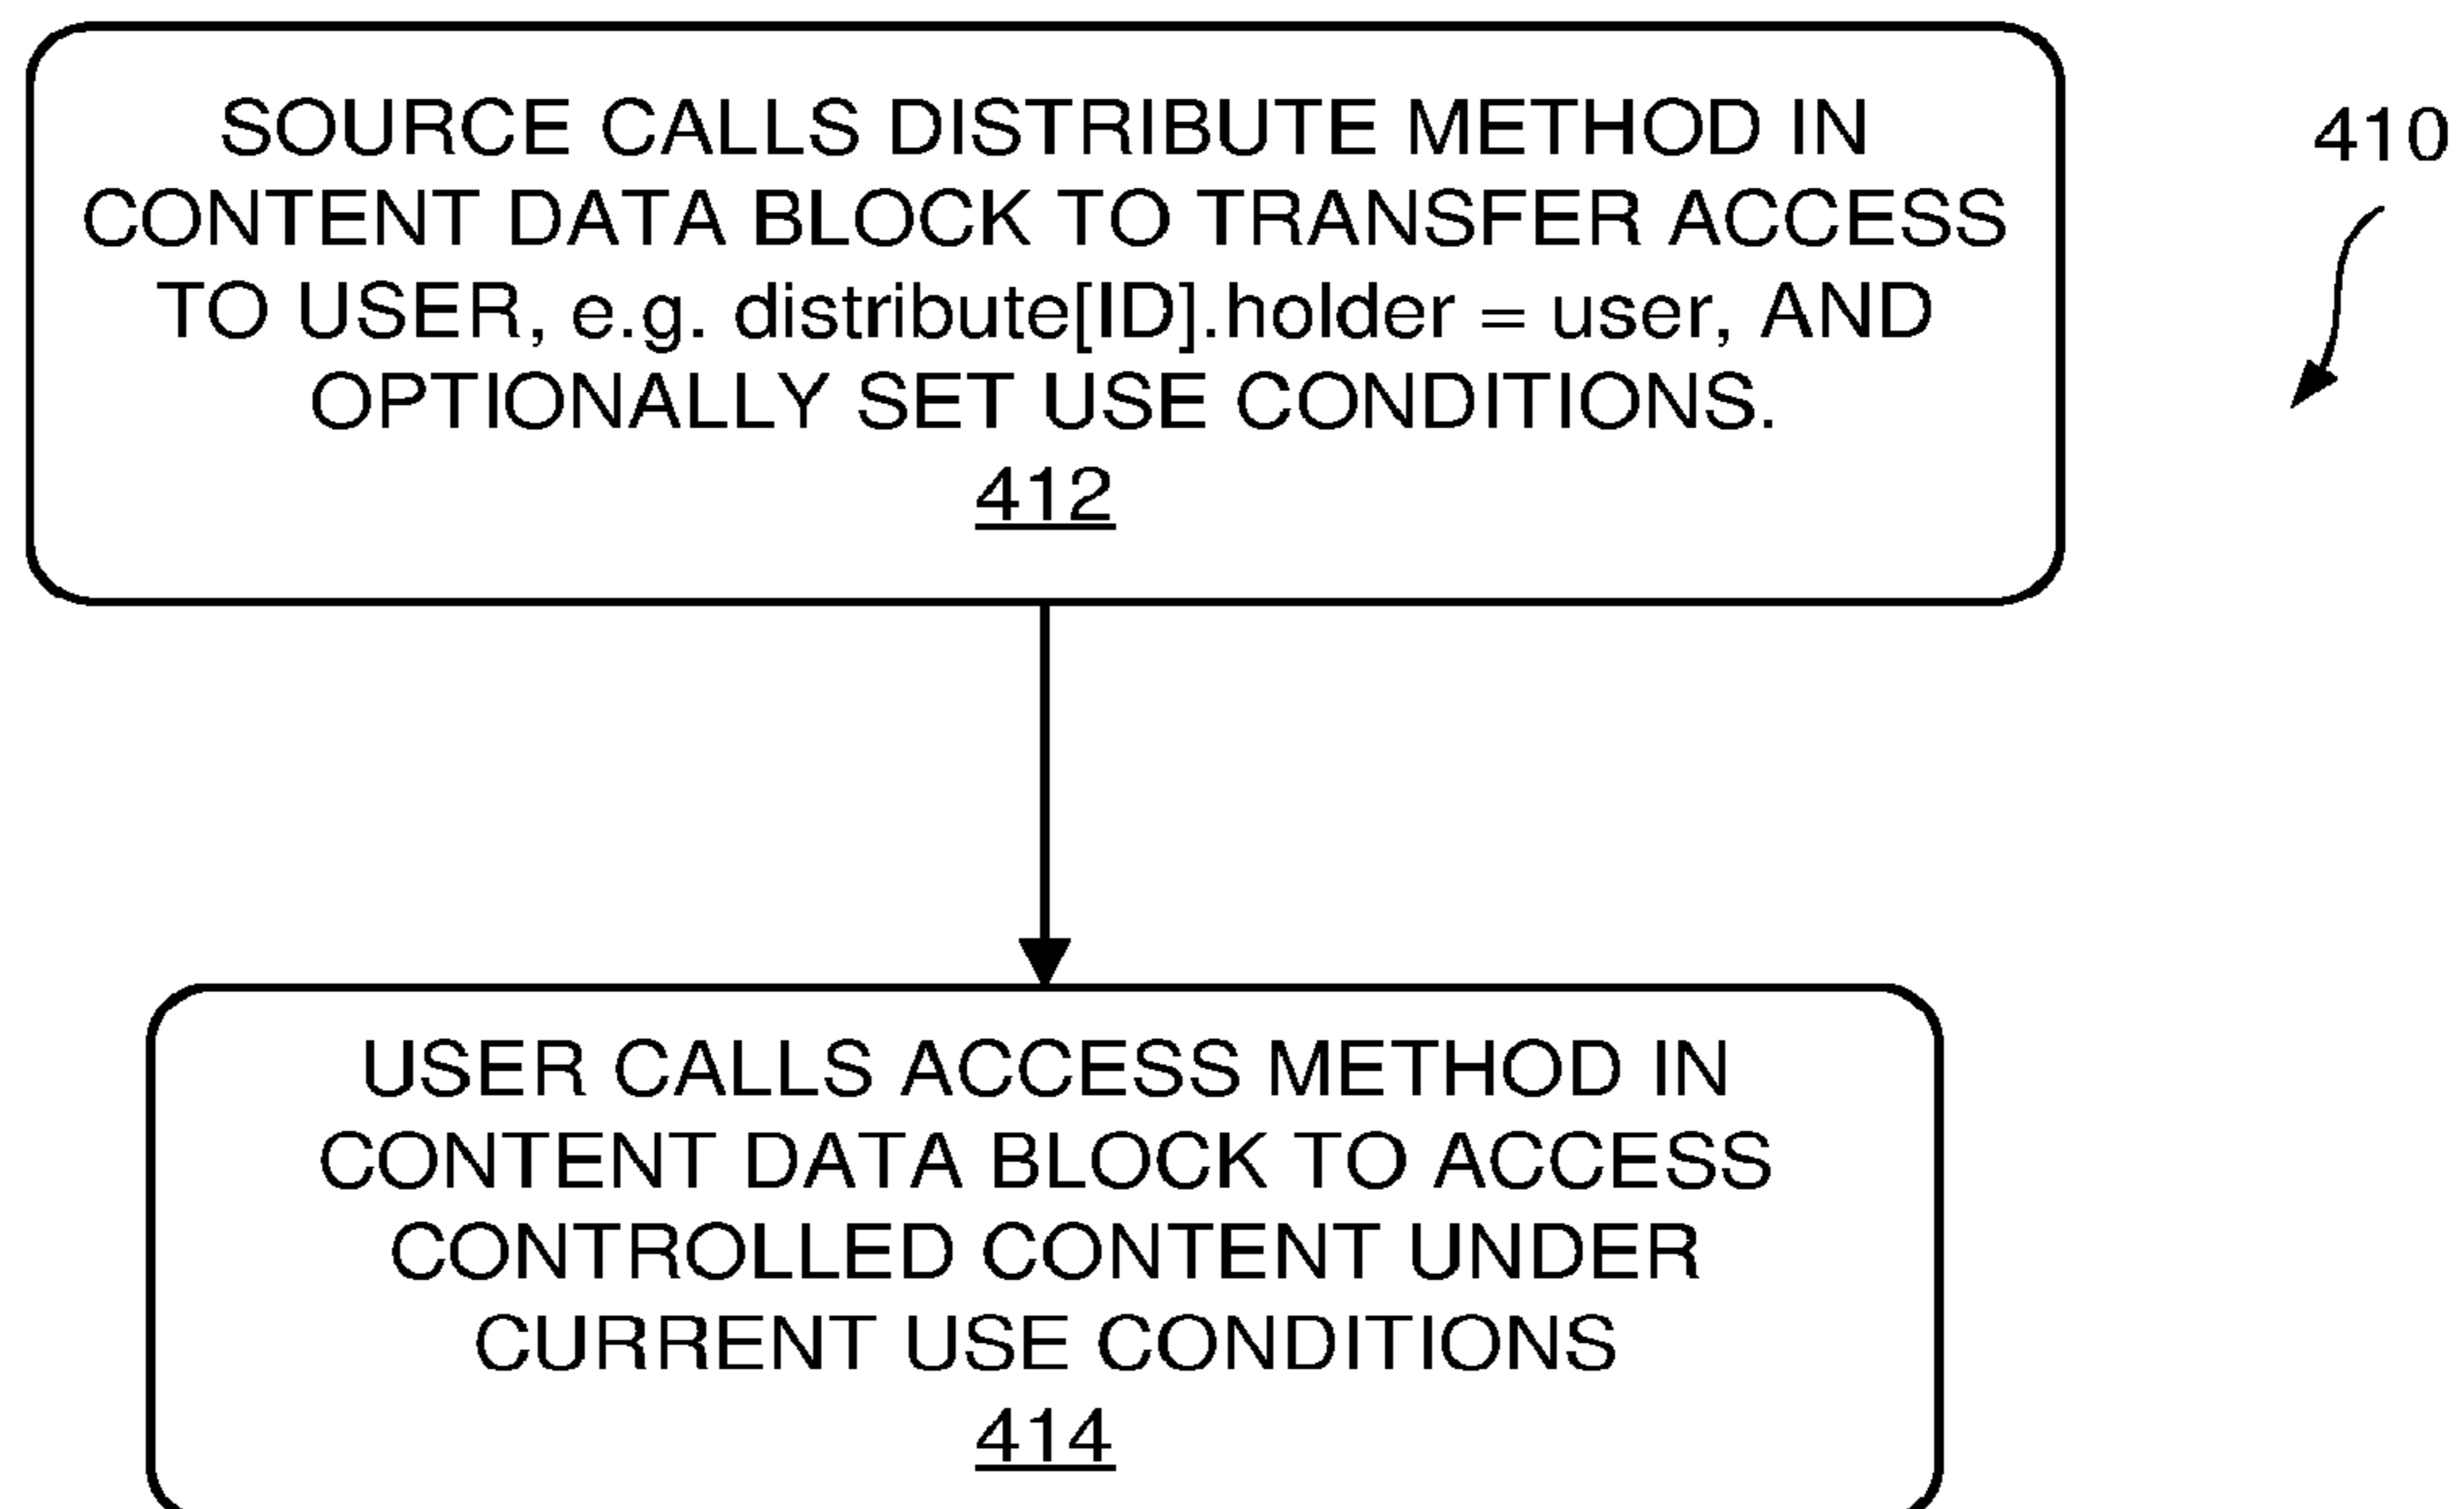 SOURCE CALLS DISTRIBUTE METHOD IN
CONTENT DATA BLOCK TO TRANSFER ACCESS
TO USER, e.g. distribute[ID].holder = user, AND
OPTIONALLY SET USE CONDITIONS.
412
410
USER CALLS ACCESS METHOD IN
CONTENT DATA BLOCK TO ACCESS
CONTROLLED CONTENT UNDER
CURRENT USE CONDITIONS
414